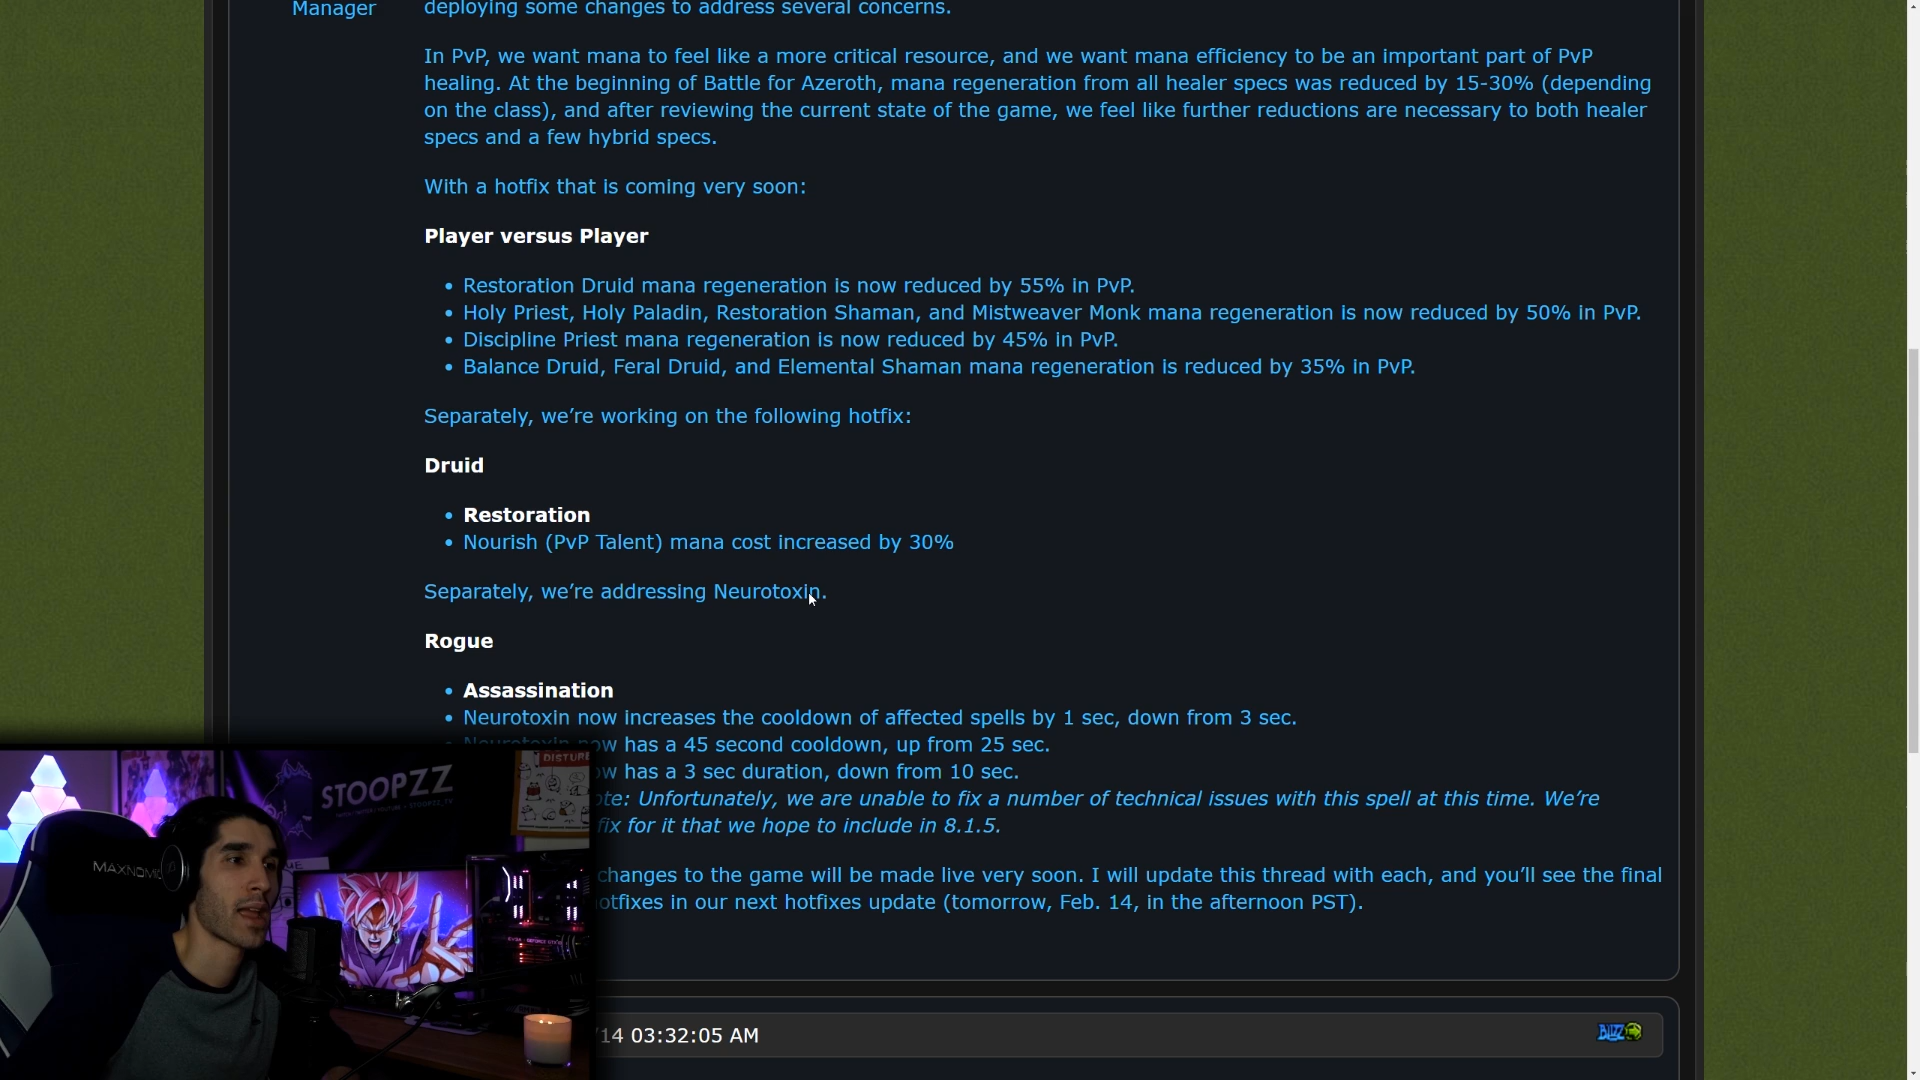 Manager
deploying some changes to address several concerns.
In PvP, we want mana to feel like a more critical resource, and we want mana efficiency to be an important part of PvP
healing. At the beginning of Battle for Azeroth, mana regeneration from all healer specs was reduced by 15-30% (depending
on the class), and after reviewing the current state of the game, we feel like further reductions are necessary to both healer
specs and a few hybrid specs.
With a hotfix that is coming very soon:
Player versus Player
• Restoration Druid mana regeneration is now reduced by 55% in PvP.
• Holy Priest, Holy Paladin, Restoration Shaman, and Mistweaver Monk mana regeneration is now reduced by 50% in PvP.
• Discipline Priest mana regeneration is now reduced by 45% in PvP.
• Balance Druid, Feral Druid, and Elemental Shaman mana regeneration is reduced by 35% in PvP.
Separately, we’re working on the following hotfix:
Druid
• Restoration
• Nourish (PvP Talent) mana cost increased by 30%
Separately, we’re addressing Neurotoxin.
Rogue
• Assassination
• Neurotoxin now increases the cooldown of affected spells by 1 sec, down from 3 sec.
Neurotoxin now has a 45 second cooldown, up from 25 sec.
has a 3 sec duration, down from 10 sec.
Unfortunately, we are unable to fix a number of technical issues with this spell at this time. We’re
fix for it that we hope to include in 8.1.5.
changes to the game will be made live very soon. I will update this thread with each, and you’ll see the final
hotfixes in our next hotfixes update (tomorrow, Feb. 14, in the afternoon PST).
/14 03:32:05 AM
BLIZZ
STOOPZZ
DISTURB
MAXNOMIC